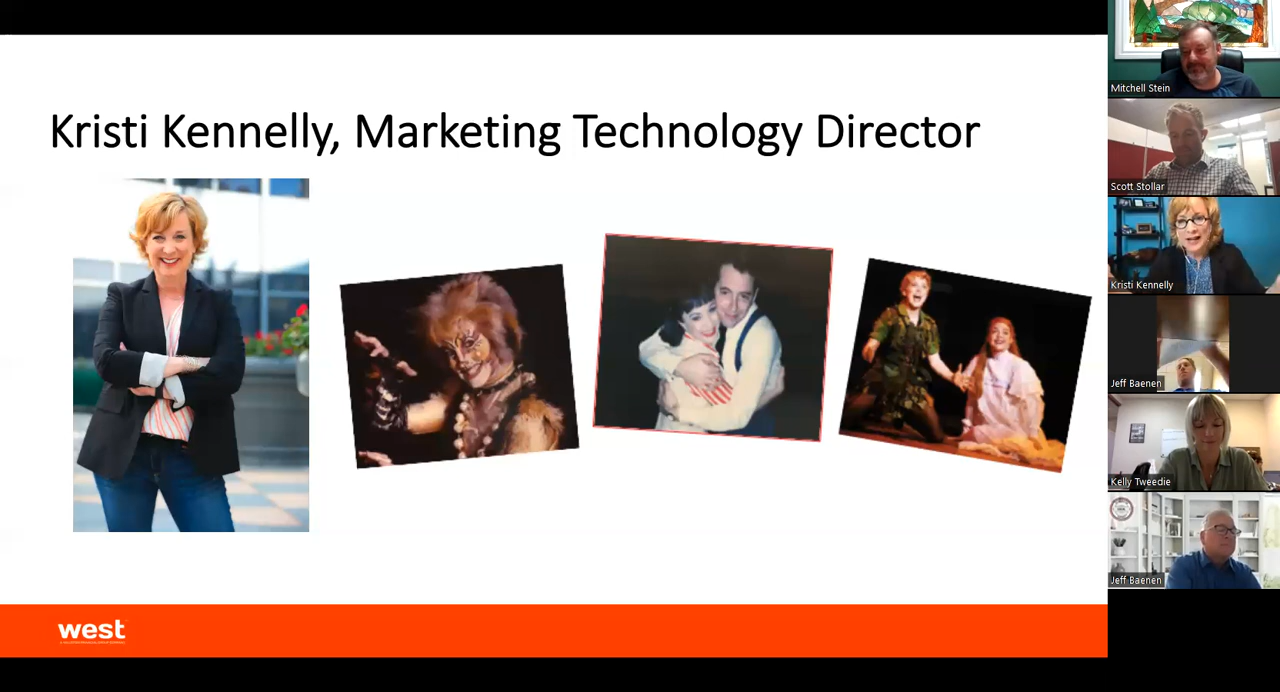 Kristi Kennelly, Marketing Technology Director
west
Mitchell Stein
Scott Stollar
Kristi Kennelly
Jeff Baenen
Kelly Tweedie
Jeff Baenen